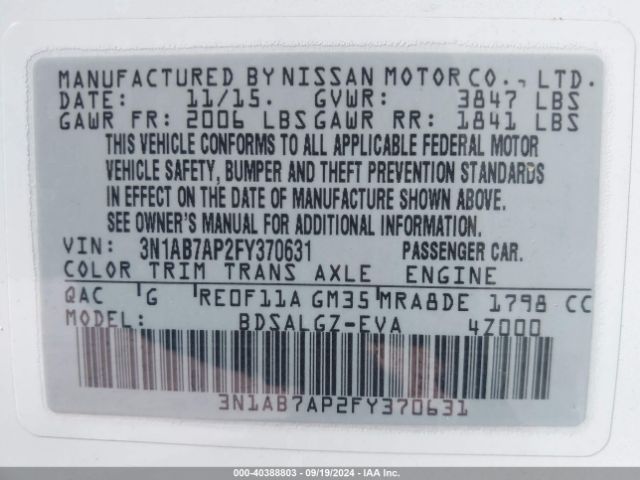 MANUFACTURED BY NISSAN MOTOR CO., LTD.
DATE: 11/15. GVWR: 3847 LBS
GAWR FR: 2006 LBS GAWR RR: 1841 LBS
THIS VEHICLE CONFORMS TO ALL APPLICABLE FEDERAL MOTOR
VEHICLE SAFETY, BUMPER AND THEFT PREVENTION STANDARDS
IN EFFECT ON THE DATE OF MANUFACTURE SHOWN ABOVE.
SEE OWNER'S MANUAL FOR ADDITIONAL INFORMATION.
VIN: 3N1AB7AP2FY370631 PASSENGER CAR.
COLOR TRIM TRANS AXLE ENGINE
QAC G RE0F11A GM35 MRA8DE 1798 CC
MODEL: BDSALGZ-EVA 4Z000
3N1AB7AP2FY370631
000-40388803 - 09/19/2024 - IAA Inc.